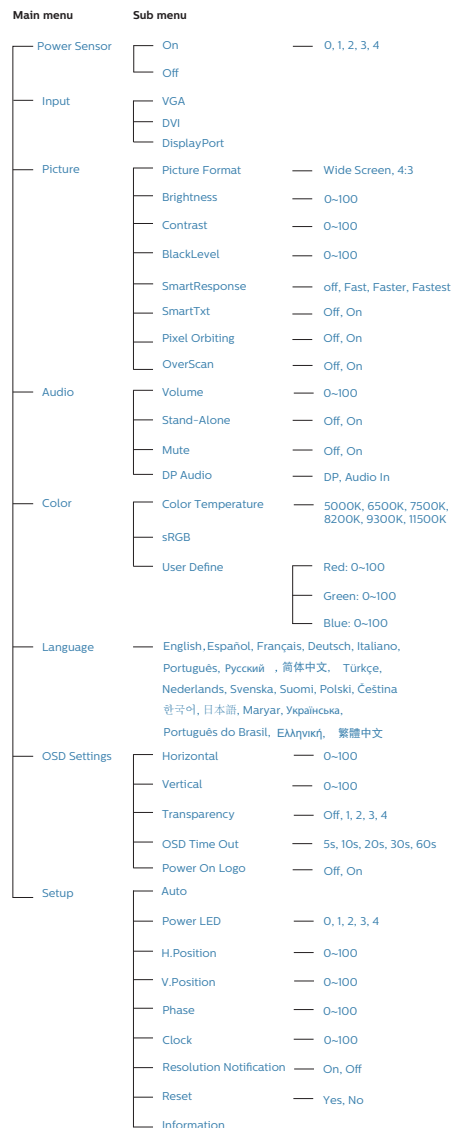 Main menu Sub menu
Power Sensor On 0, 1, 2, 3, 4
Off
Input VGA
DVI
DisplayPort
Picture Picture Format Wide Screen, 4:3
Brightness 0~100
Contrast 0~100
BlackLevel 0~100
SmartResponse off, Fast, Faster, Fastest
SmartTxt Off, On
Pixel Orbiting Off, On
OverScan Off, On
Audio Volume 0~100
Stand-Alone Off, On
Mute Off, On
DP Audio DP, Audio In
Color Color Temperature 5000K, 6500K, 7500K,
8200K, 9300K, 11500K
sRGB
User Define Red: 0~100
Green: 0~100
Blue: 0~100
Language English, Español, Français, Deutsch, Italiano,
Português, Русский , 简体中文, Türkçe,
Nederlands, Svenska, Suomi, Polski, Čeština
한국어, 日本語, Maryar, Українська,
Português do Brasil, Ελληνική, 繁體中文
OSD Settings Horizontal 0~100
Vertical 0~100
Transparency Off, 1, 2, 3, 4
OSD Time Out 5s, 10s, 20s, 30s, 60s
Power On Logo Off, On
Setup Auto
Power LED 0, 1, 2, 3, 4
H.Position 0~100
V.Position 0~100
Phase 0~100
Clock 0~100
Resolution Notification On, Off
Reset Yes, No
Information